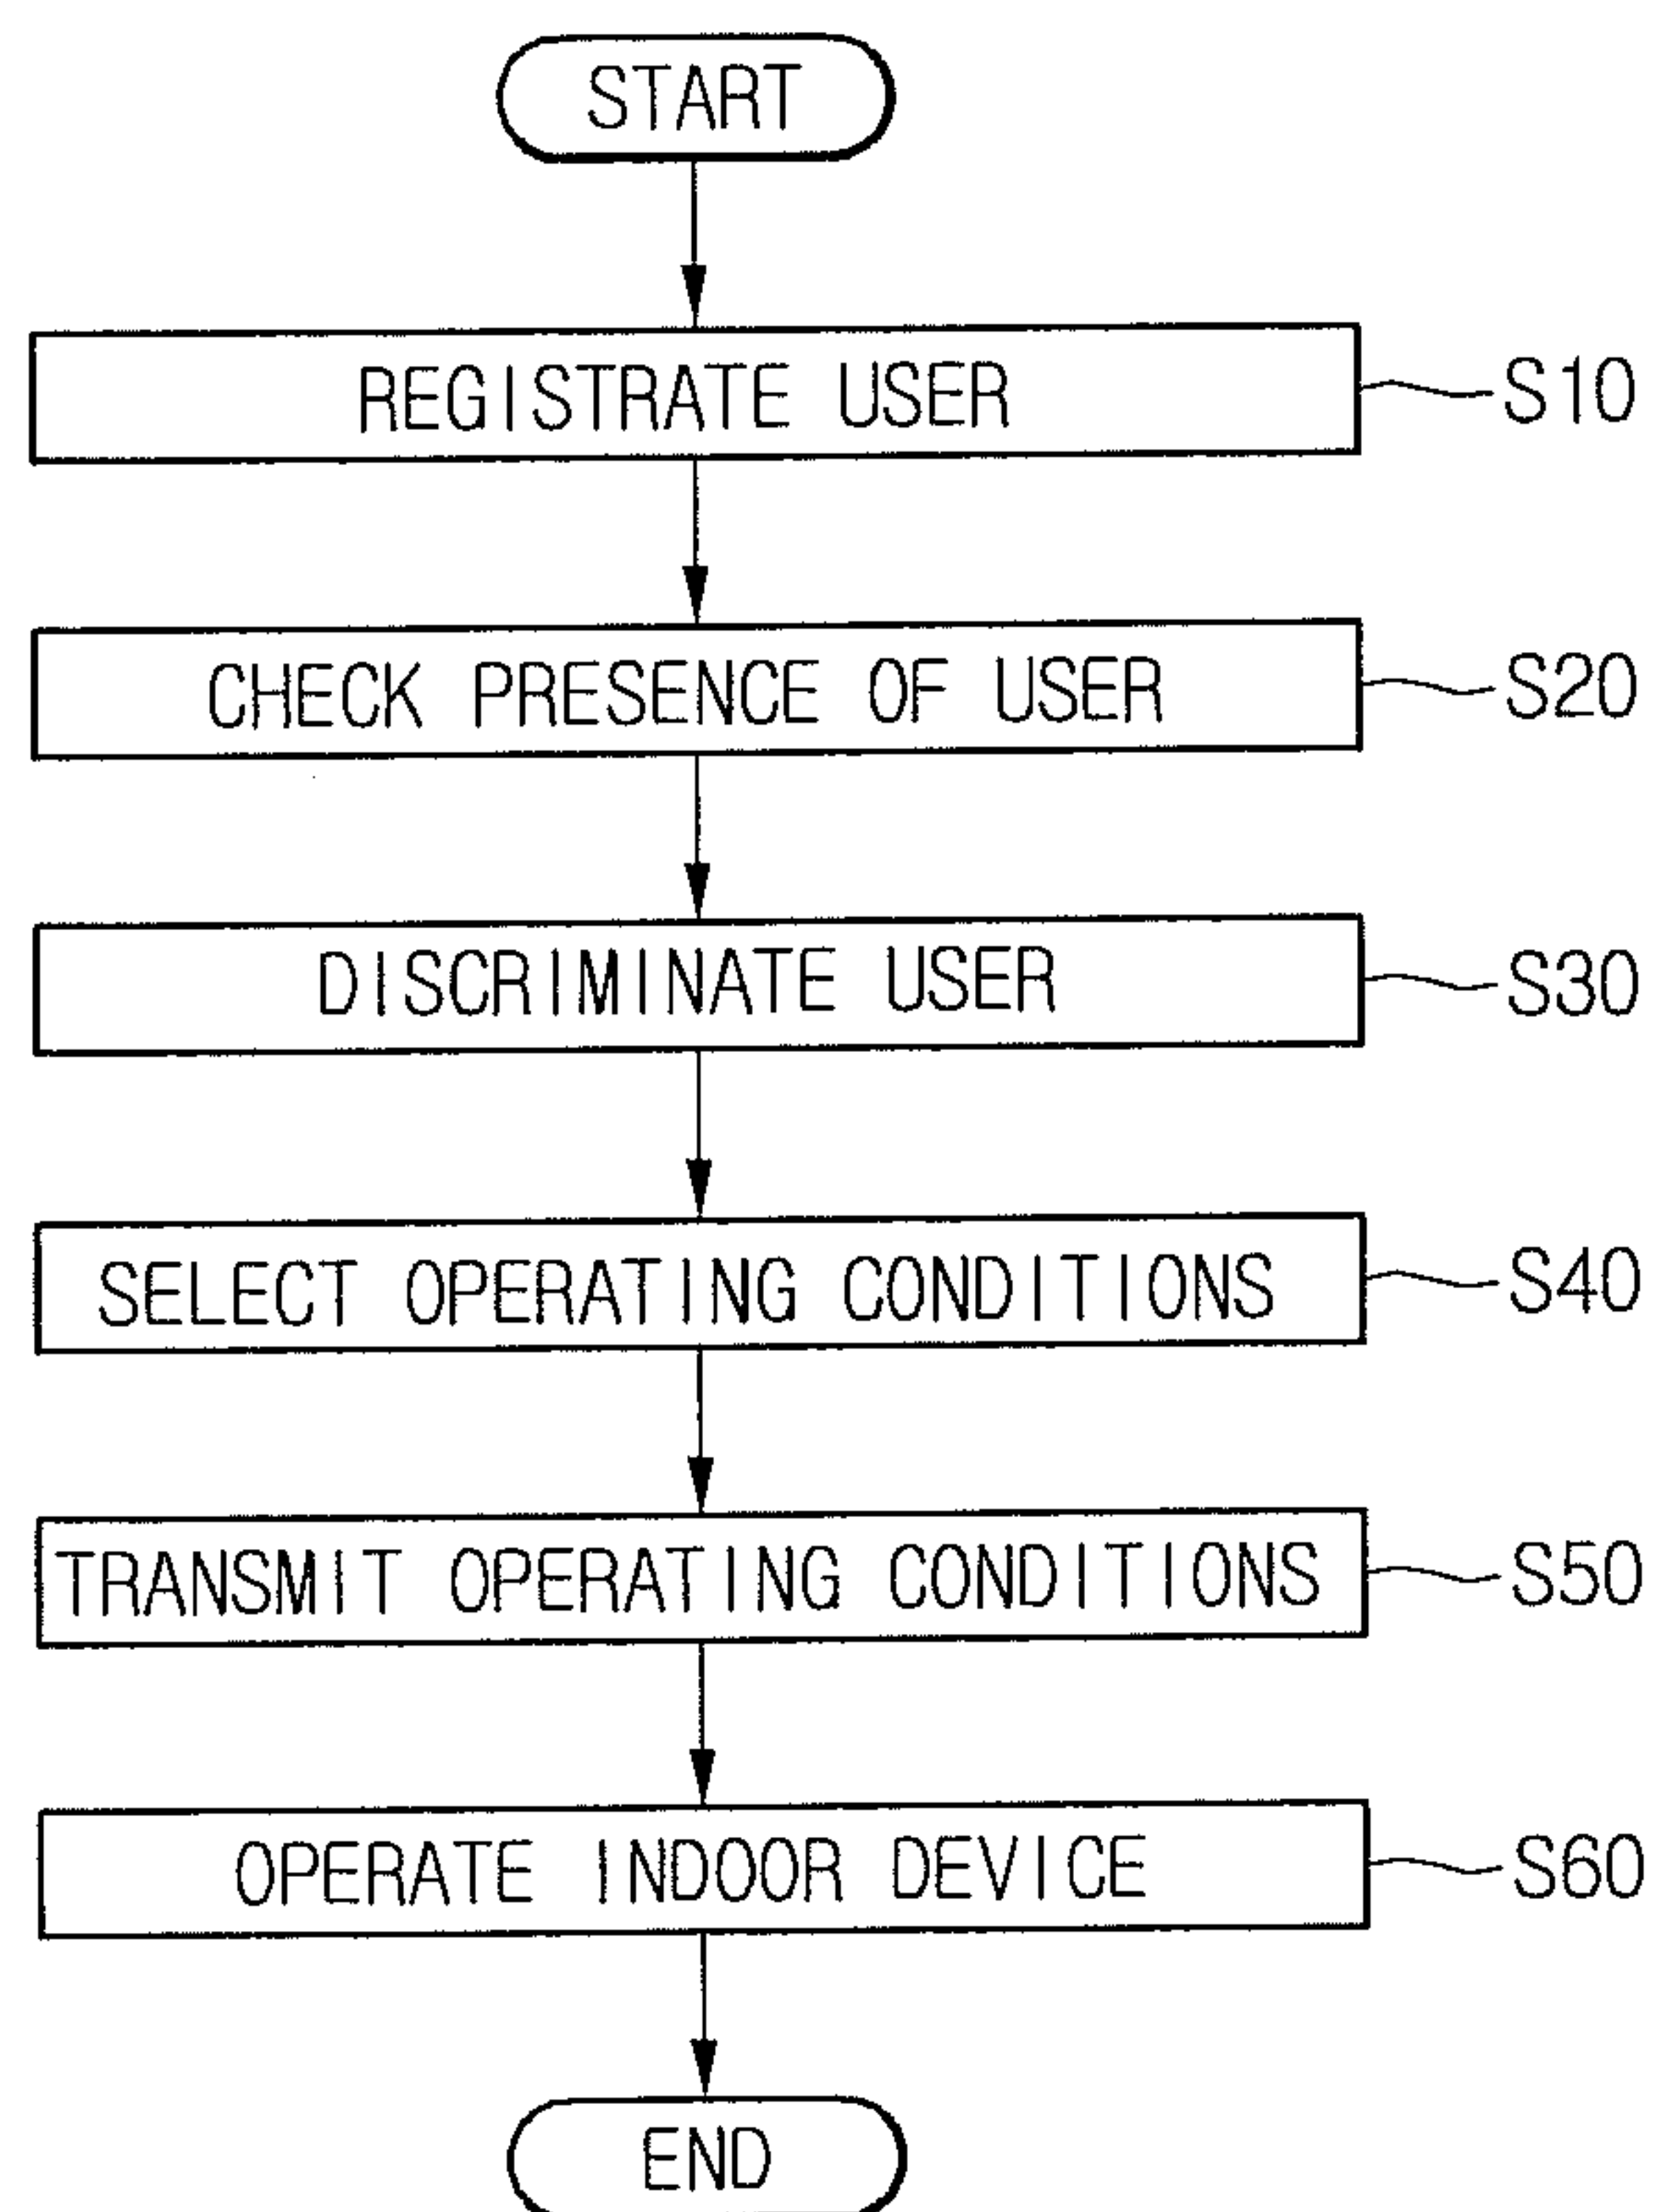 START
REGISTRATE USER
S10
CHECK PRESENCE OF USER
S20
DISCRIMINATE USER
S30
SELECT OPERATING CONDITIONS
S40
TRANSMIT OPERATING CONDITIONS
S50
OPERATE INDOOR DEVICE
S60
END